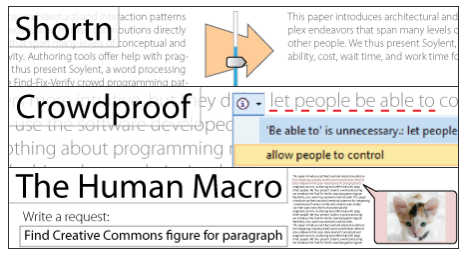 Shortn
action patterns
butions directly
conceptual and
vity. Authoring tools offer help with prag-
thus present Soylent, a word processing
Find-Fix-Verify crowd programming pat-
This paper introduces architectural and
plex endeavors that span many levels c
other people. We thus present Soylent,
ability, cost, wait time, and work time f
Crowdproof
ey d let people be able to co
use the software developed
othing about programming
'Be able to' is unnecessary.: let people
allow people to control
The Human Macro
Write a request:
Find Creative Commons figure for paragraph